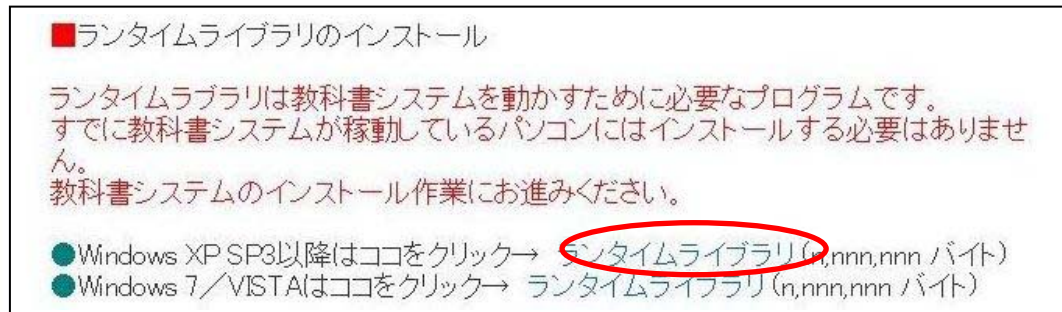 ■ランタイムライブラリのインストール
ランタイムラブラリは教科書システムを動かすために必要なプログラムです。
すでに教科書システムが稼動しているパソコンにはインストールする必要はありませ
ん。
教科書システムのインストール作業にお進みください。
●Windows XP SP3以降はココをクリック→ ランタイムライブラリ(n,nnn,nnn バイト)
●Windows 7／VISTAはココをクリック→ ランタイムライブラリ(n,nnn,nnn バイト)